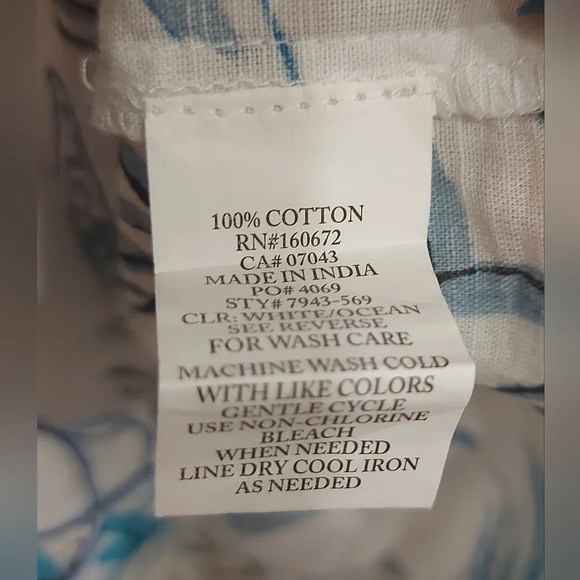 100% COTTON
RN#160672
CA# 07043
MADE IN INDIA
PO# 4069
STY# 7943-569
CLR: WHITE/OCEAN
SEE REVERSE
FOR WASH CARE
MACHINE WASH COLD
WITH LIKE COLORS
GENTLE CYCLE
USE NON-CHLORINE
BLEACH
WHEN NEEDED
LINE DRY COOL IRON
AS NEEDED